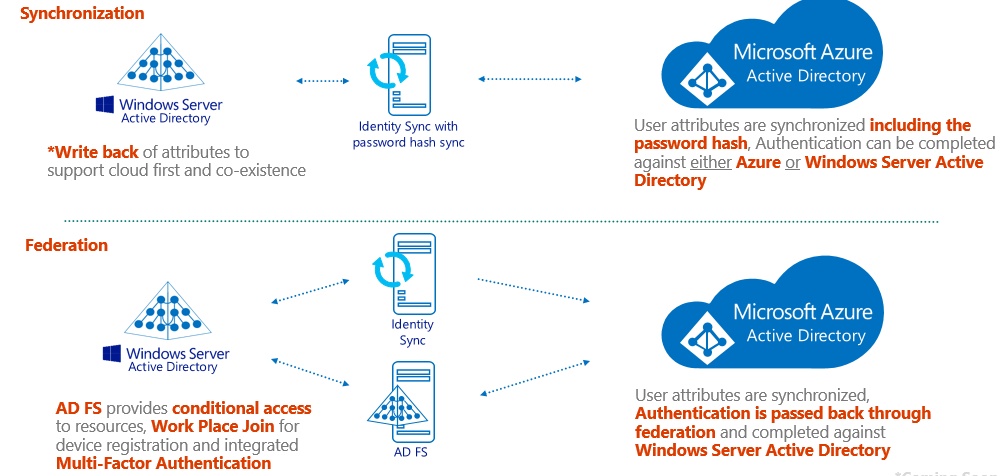 Synchronization
Windows Server
Active Directory
Identity Sync with
password hash sync
Microsoft Azure
Active Directory
*Write back of attributes to
support cloud first and co-existence
User attributes are synchronized including the
password hash, Authentication can be completed
against either Azure or Windows Server Active
Directory
Federation
Windows Server
Active Directory
Identity
Sync
AD FS
Microsoft Azure
Active Directory
AD FS provides conditional access
to resources, Work Place Join for
device registration and integrated
Multi-Factor Authentication
User attributes are synchronized,
Authentication is passed back through
federation and completed against
Windows Server Active Directory